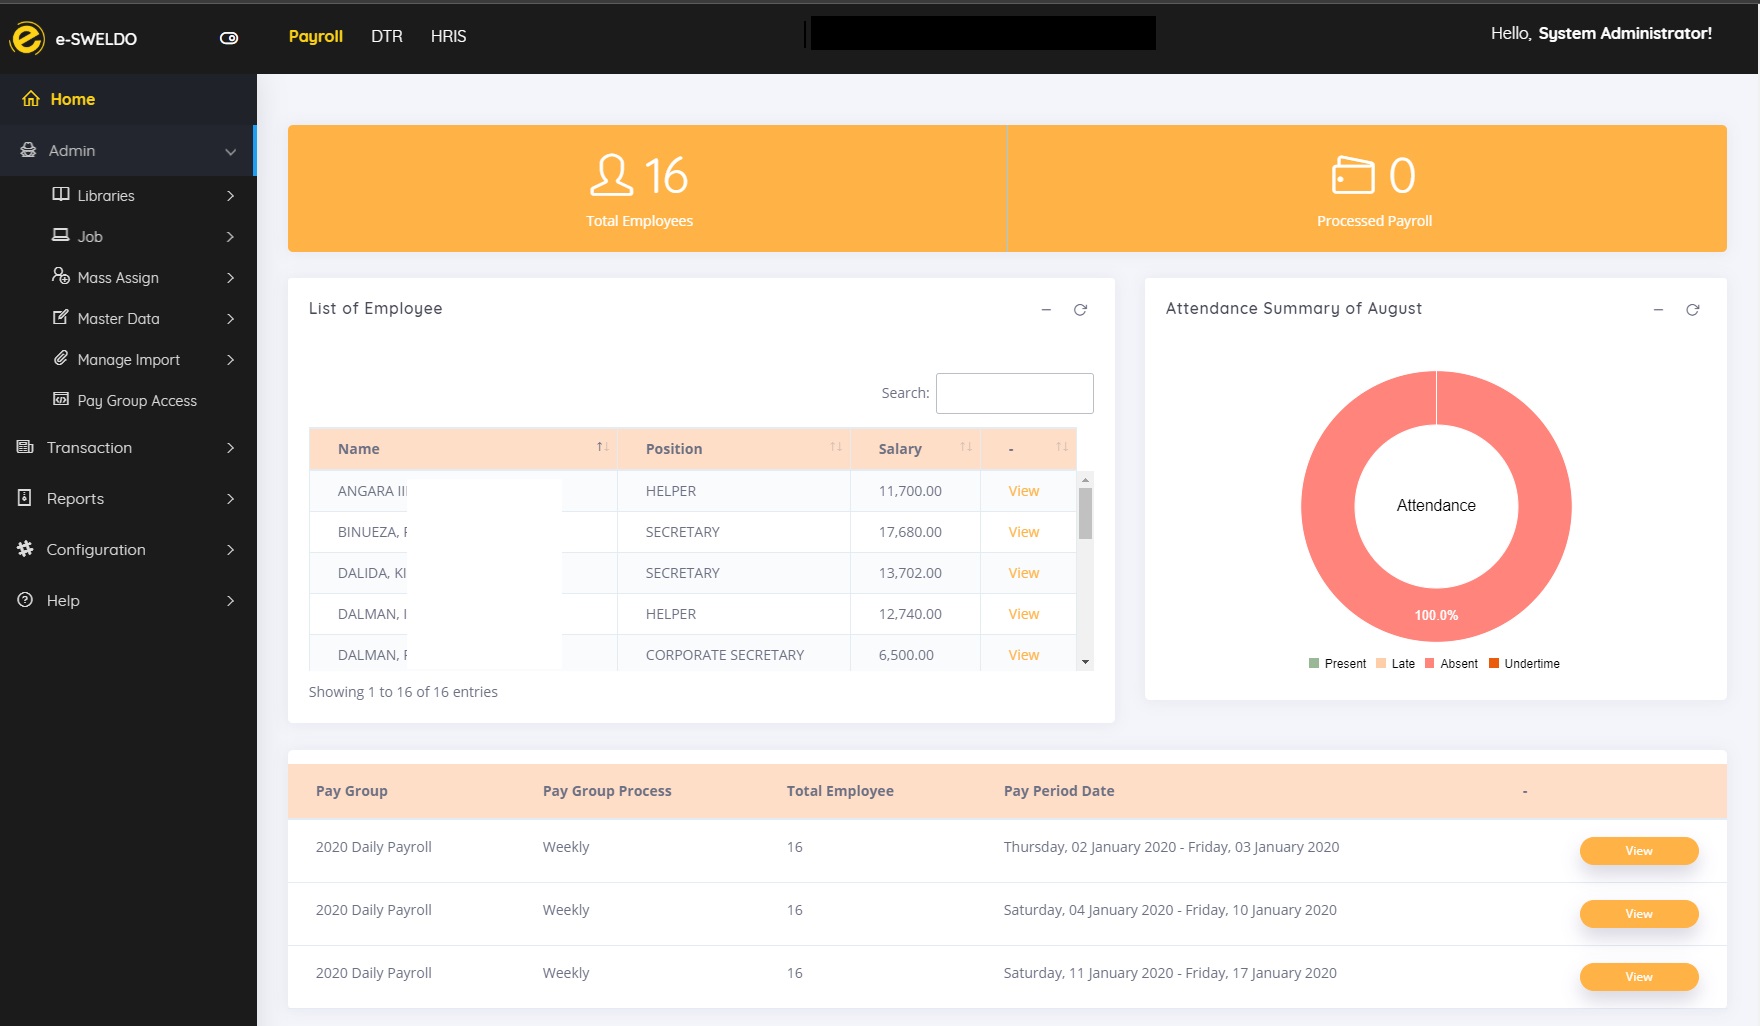 e-SWELDO
Payroll DTR HRIS
Hello, System Administrator!
Home
Admin
Libraries
Job
Mass Assign
Master Data
Manage Import
Pay Group Access
Transaction
Reports
Configuration
Help
16
Total Employees
0
Processed Payroll
List of Employee
Search:
Name Position Salary -
ANGARA III HELPER 11,700.00 View
BINUEZA, SECRETARY 17,680.00 View
DALIDA, KI SECRETARY 13,702.00 View
DALMAN, HELPER 12,740.00 View
DALMAN, CORPORATE SECRETARY 6,500.00 View
Showing 1 to 16 of 16 entries
Attendance Summary of August
Attendance
100.0%
Present Late Absent Undertime
Pay Group Pay Group Process Total Employee Pay Period Date -
2020 Daily Payroll Weekly 16 Thursday, 02 January 2020 - Friday, 03 January 2020 View
2020 Daily Payroll Weekly 16 Saturday, 04 January 2020 - Friday, 10 January 2020 View
2020 Daily Payroll Weekly 16 Saturday, 11 January 2020 - Friday, 17 January 2020 View